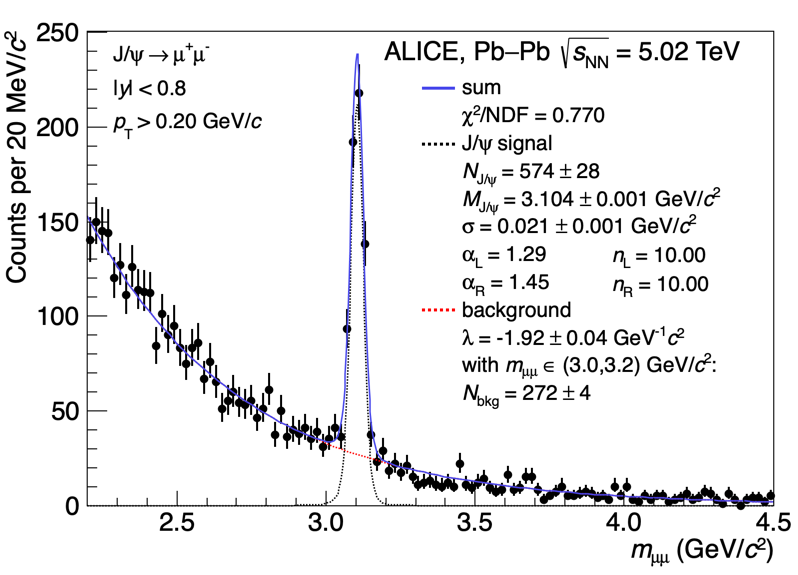 250
200
150
100
50
0
Counts per 20 MeV/c²
J/ψ → μ⁺μ⁻
|y| < 0.8
p_T > 0.20 GeV/c
ALICE, Pb–Pb √s_NN = 5.02 TeV
sum
χ²/NDF = 0.770
J/ψ signal
N_J/ψ = 574 ± 28
M_J/ψ = 3.104 ± 0.001 GeV/c²
σ = 0.021 ± 0.001 GeV/c²
α_L = 1.29 n_L = 10.00
α_R = 1.45 n_R = 10.00
background
λ = -1.92 ± 0.04 GeV⁻¹c²
with m_μμ ∈ (3.0,3.2) GeV/c²:
N_bkg = 272 ± 4
2.5 3.0 3.5 4.0 4.5
m_μμ (GeV/c²)